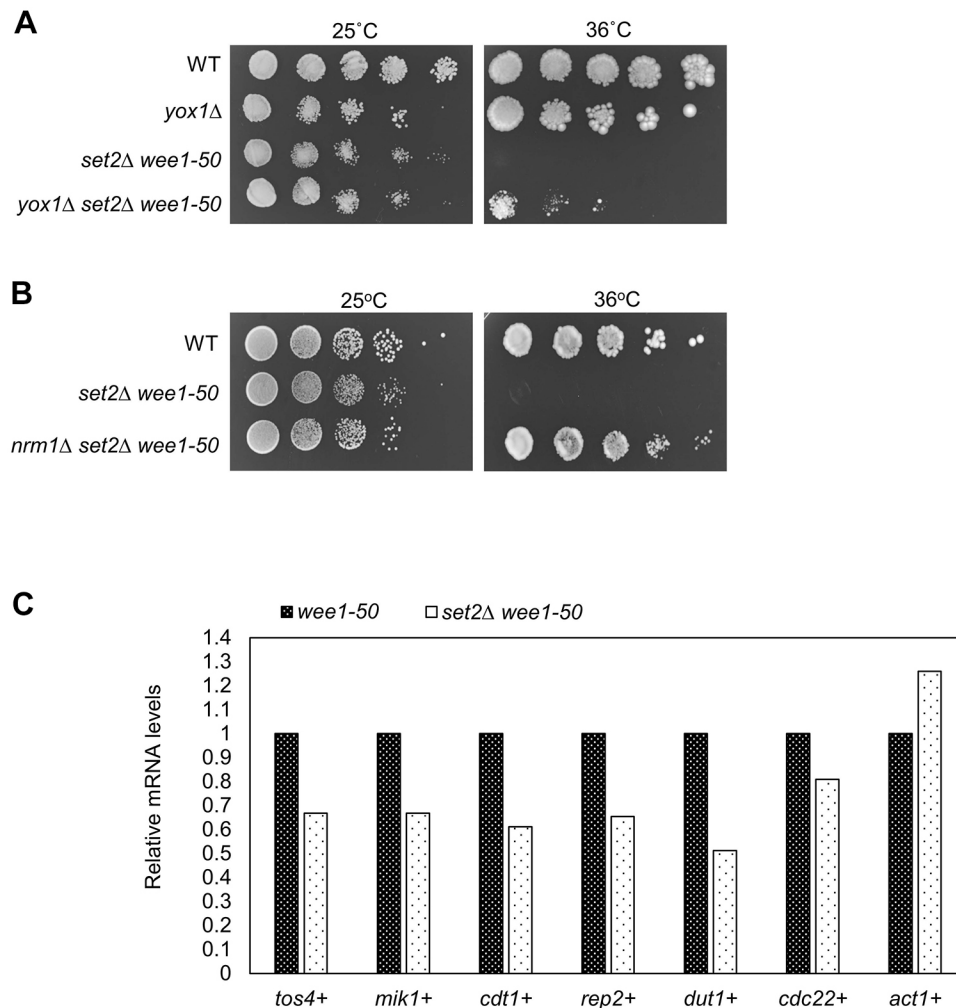 A
25˚C 36˚C
WT
yox1Δ
set2Δ wee1-50
yox1Δ set2Δ wee1-50
B
25ºC 36ºC
WT
set2Δ wee1-50
nrm1Δ set2Δ wee1-50
C
wee1-50 set2Δ wee1-50
Relative mRNA levels
1.4
1.3
1.2
1.1
1
0.9
0.8
0.7
0.6
0.5
0.4
0.3
0.2
0.1
0
tos4+ mik1+ cdt1+ rep2+ dut1+ cdc22+ act1+